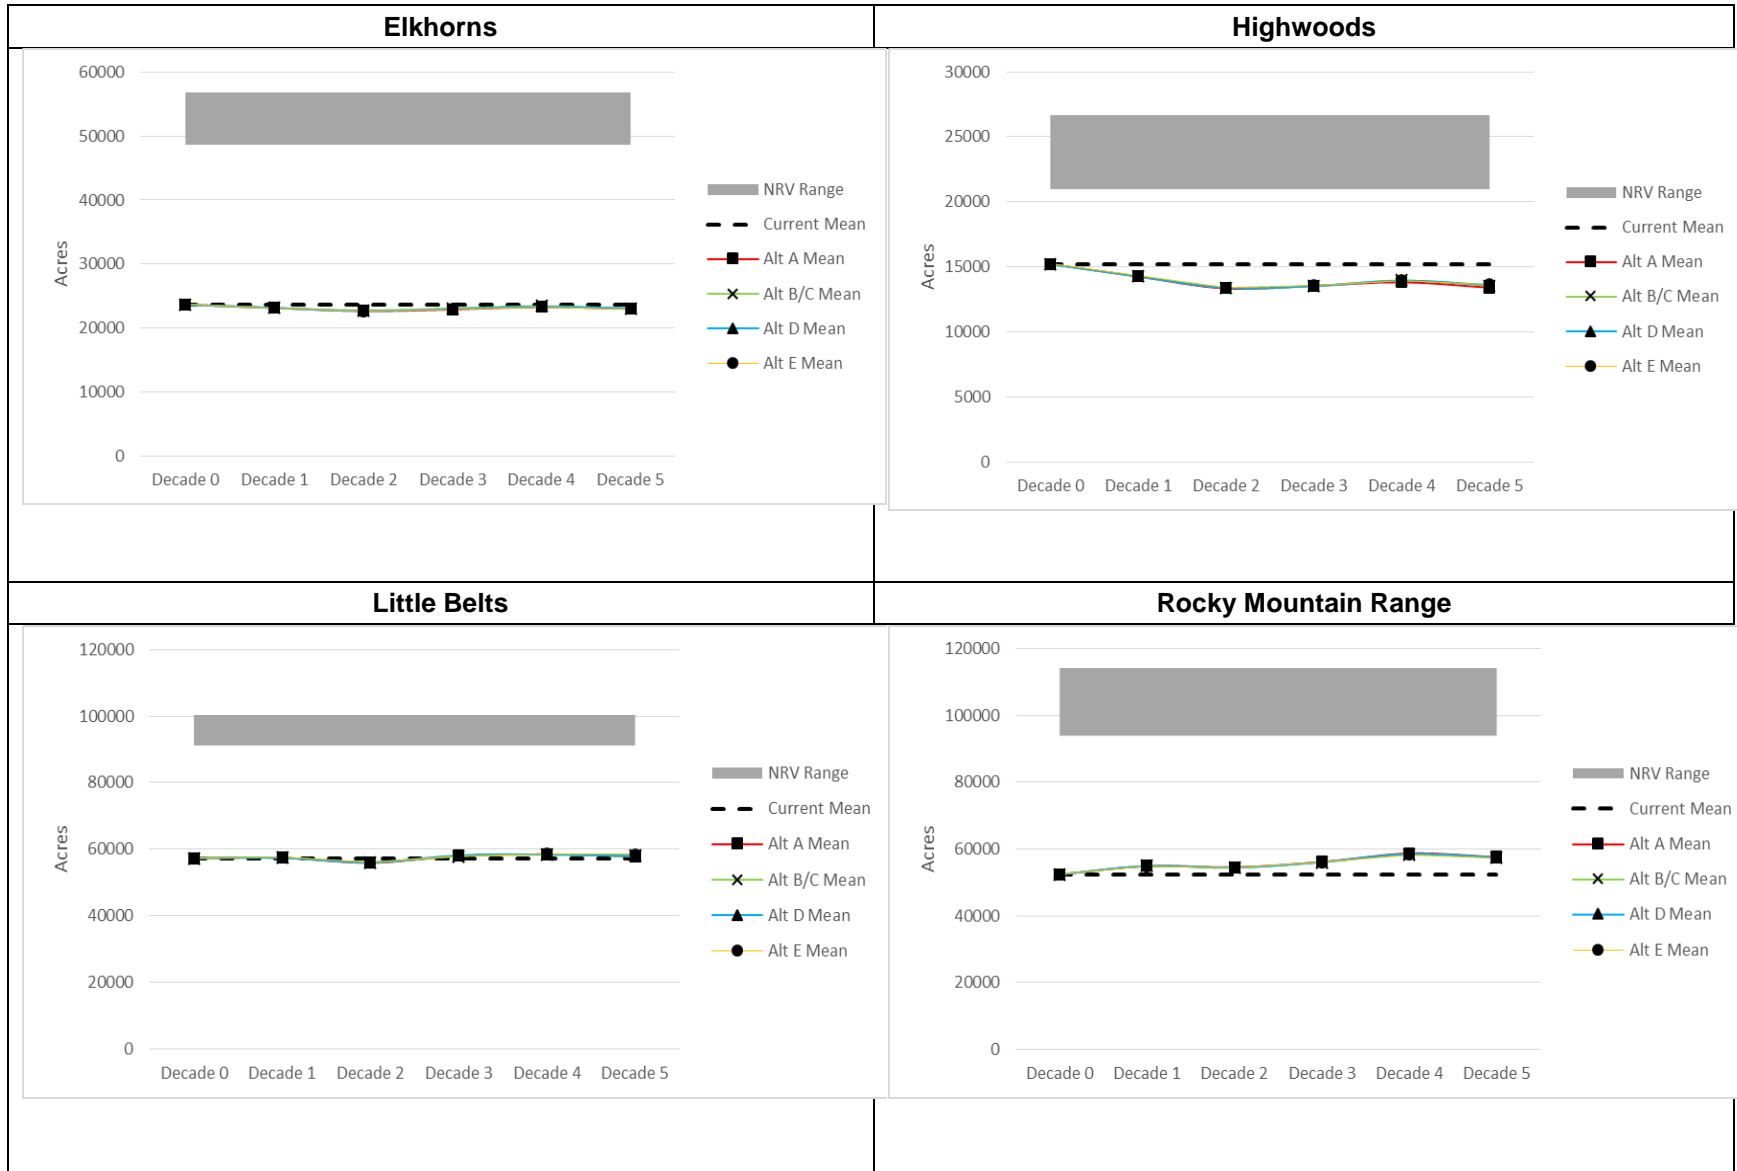 Elkhorns
Highwoods
60000
50000
40000
30000
20000
10000
0
Acres
Decade 0 Decade 1 Decade 2 Decade 3 Decade 4 Decade 5
NRV Range
Current Mean
Alt A Mean
Alt B/C Mean
Alt D Mean
Alt E Mean
30000
25000
20000
15000
10000
5000
0
Acres
Decade 0 Decade 1 Decade 2 Decade 3 Decade 4 Decade 5
NRV Range
Current Mean
Alt A Mean
Alt B/C Mean
Alt D Mean
Alt E Mean
Little Belts
Rocky Mountain Range
120000
100000
80000
60000
40000
20000
0
Acres
Decade 0 Decade 1 Decade 2 Decade 3 Decade 4 Decade 5
NRV Range
Current Mean
Alt A Mean
Alt B/C Mean
Alt D Mean
Alt E Mean
120000
100000
80000
60000
40000
20000
0
Acres
Decade 0 Decade 1 Decade 2 Decade 3 Decade 4 Decade 5
NRV Range
Current Mean
Alt A Mean
Alt B/C Mean
Alt D Mean
Alt E Mean